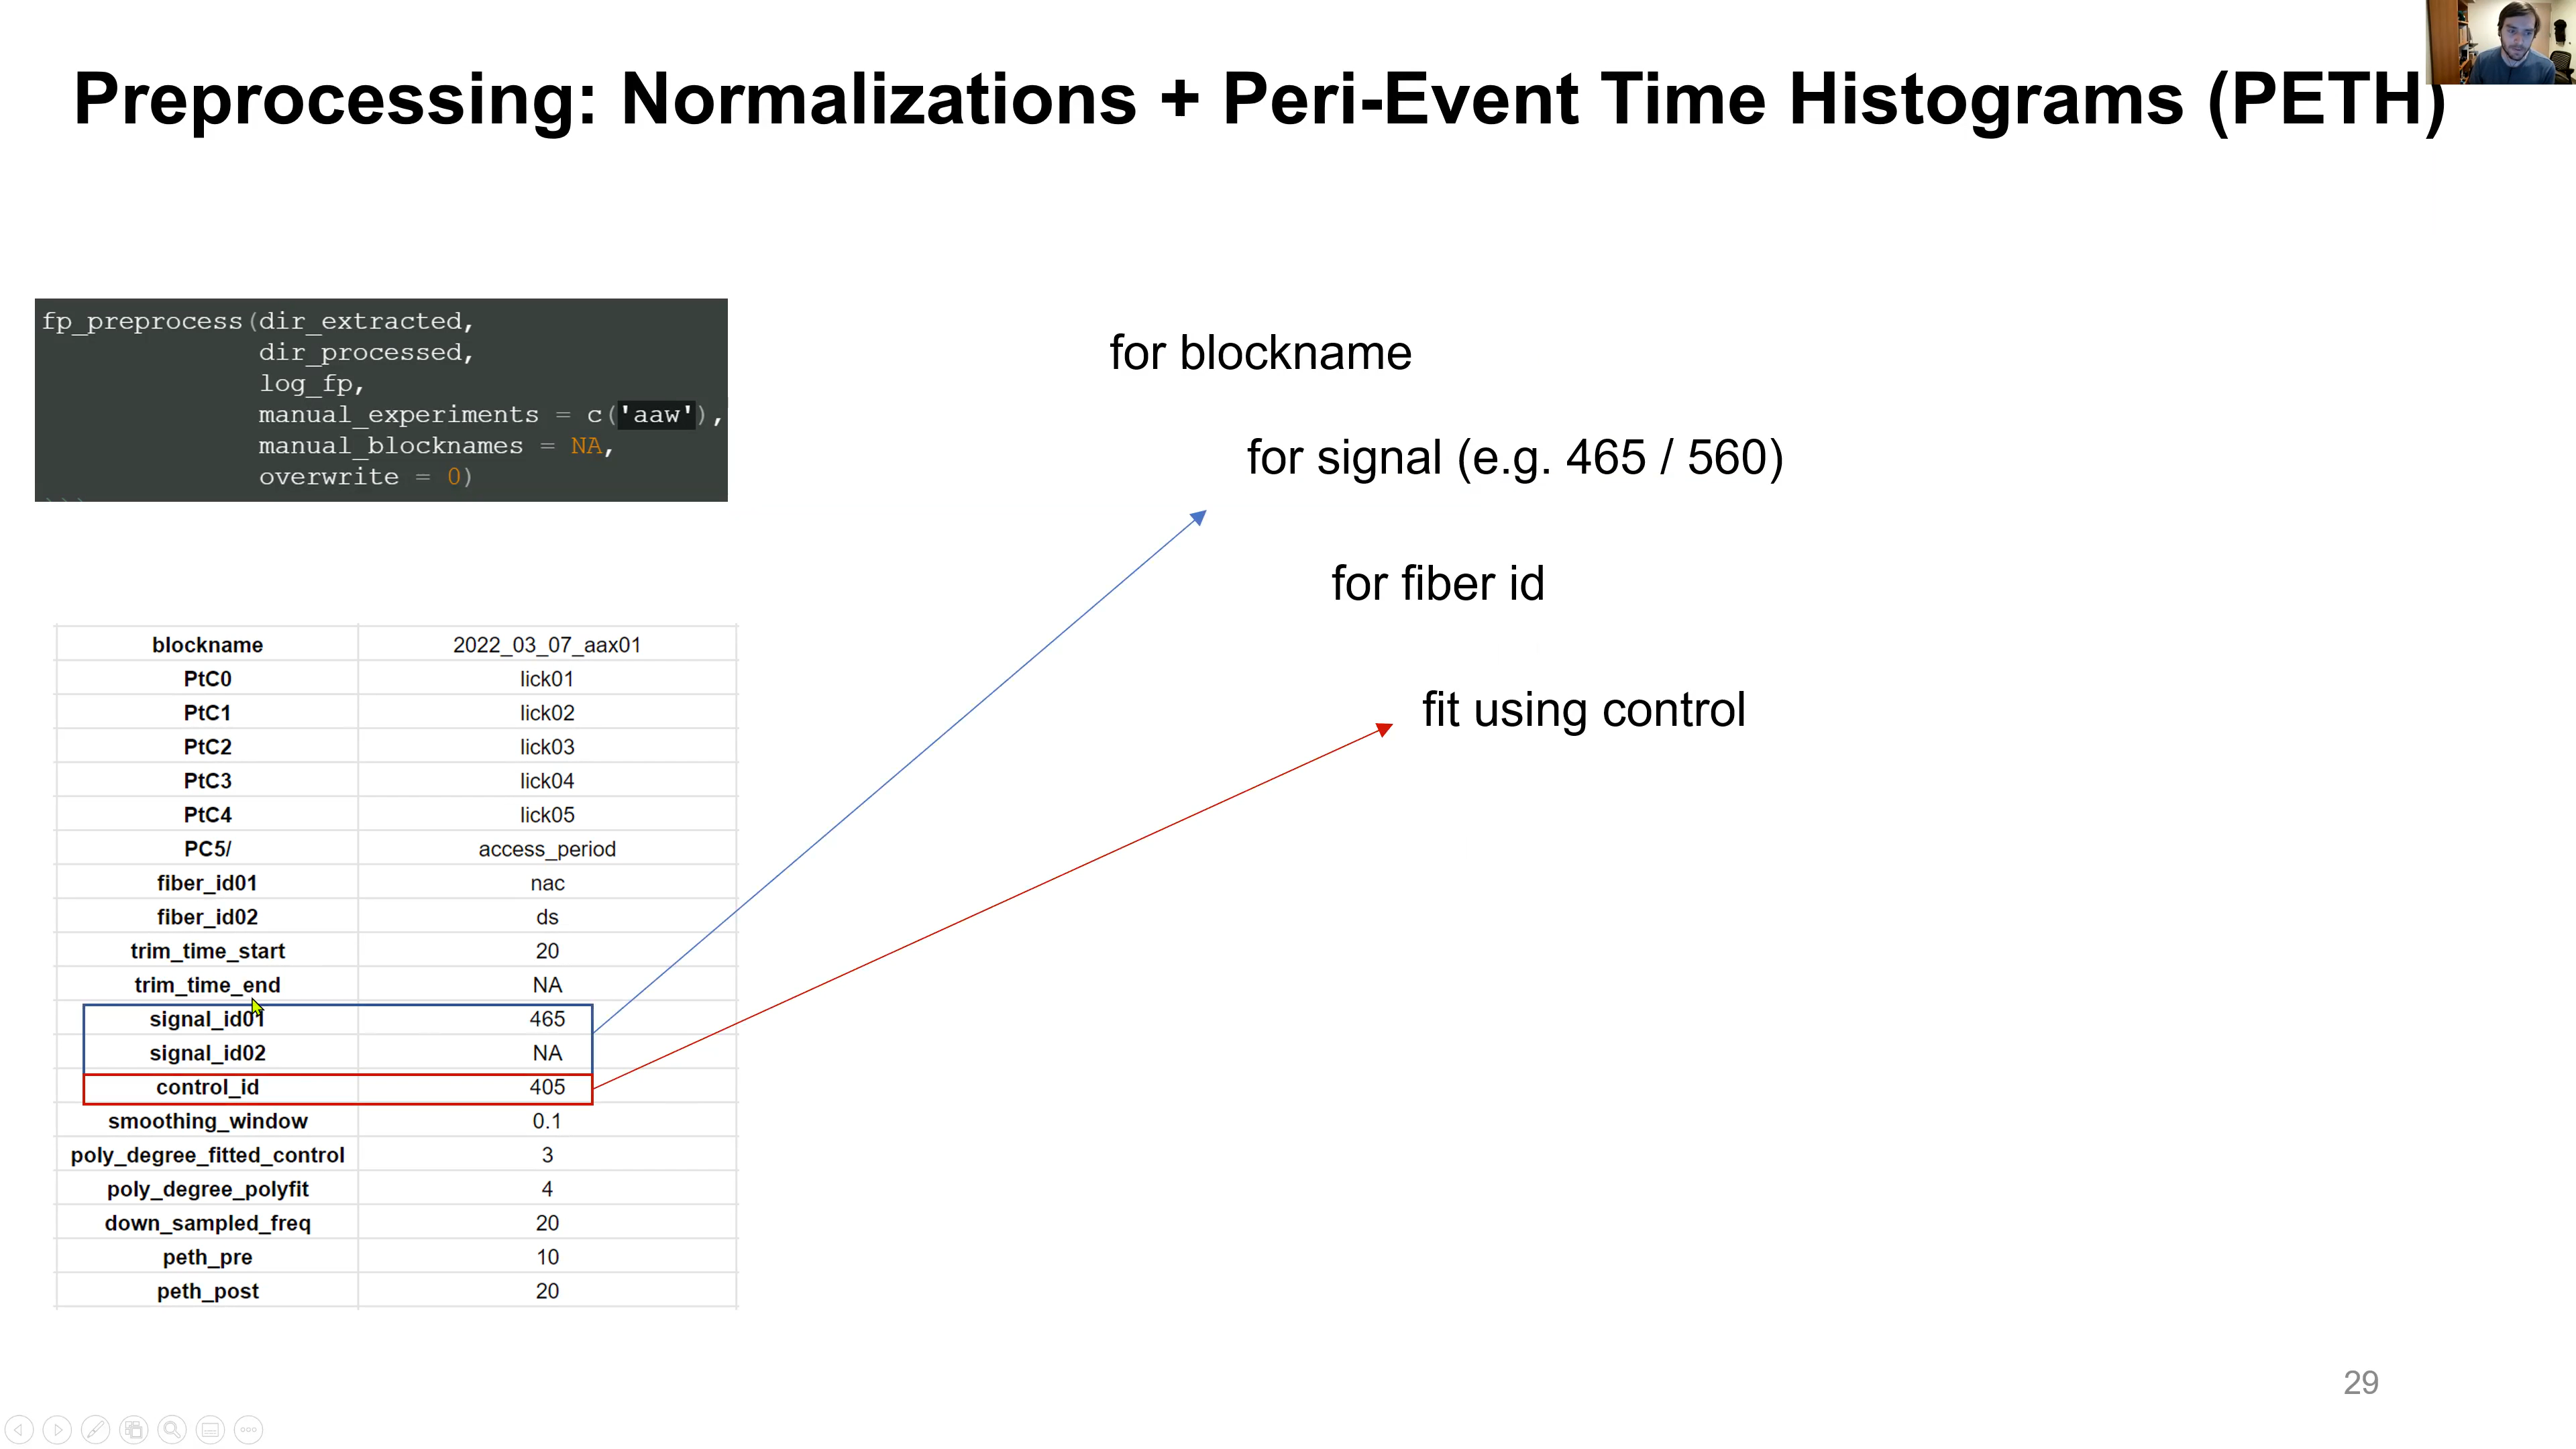 Preprocessing: Normalizations + Peri-Event Time Histograms (PETH)
fp_preprocess(dir_extracted,
dir_processed,
log_fp,
manual_experiments = c('aaw'),
manual_blocknames = NA,
overwrite = 0)
```
for blockname
for signal (e.g. 465 / 560)
for fiber id
fit using control
blockname 2022_03_07_aax01
PtC0 lick01
PtC1 lick02
PtC2 lick03
PtC3 lick04
PtC4 lick05
PC5/ access_period
fiber_id01 nac
fiber_id02 ds
trim_time_start 20
trim_time_end NA
signal_id01 465
signal_id02 NA
control_id 405
smoothing_window 0.1
poly_degree_fitted_control 3
poly_degree_polyfit 4
down_sampled_freq 20
peth_pre 10
peth_post 20
29